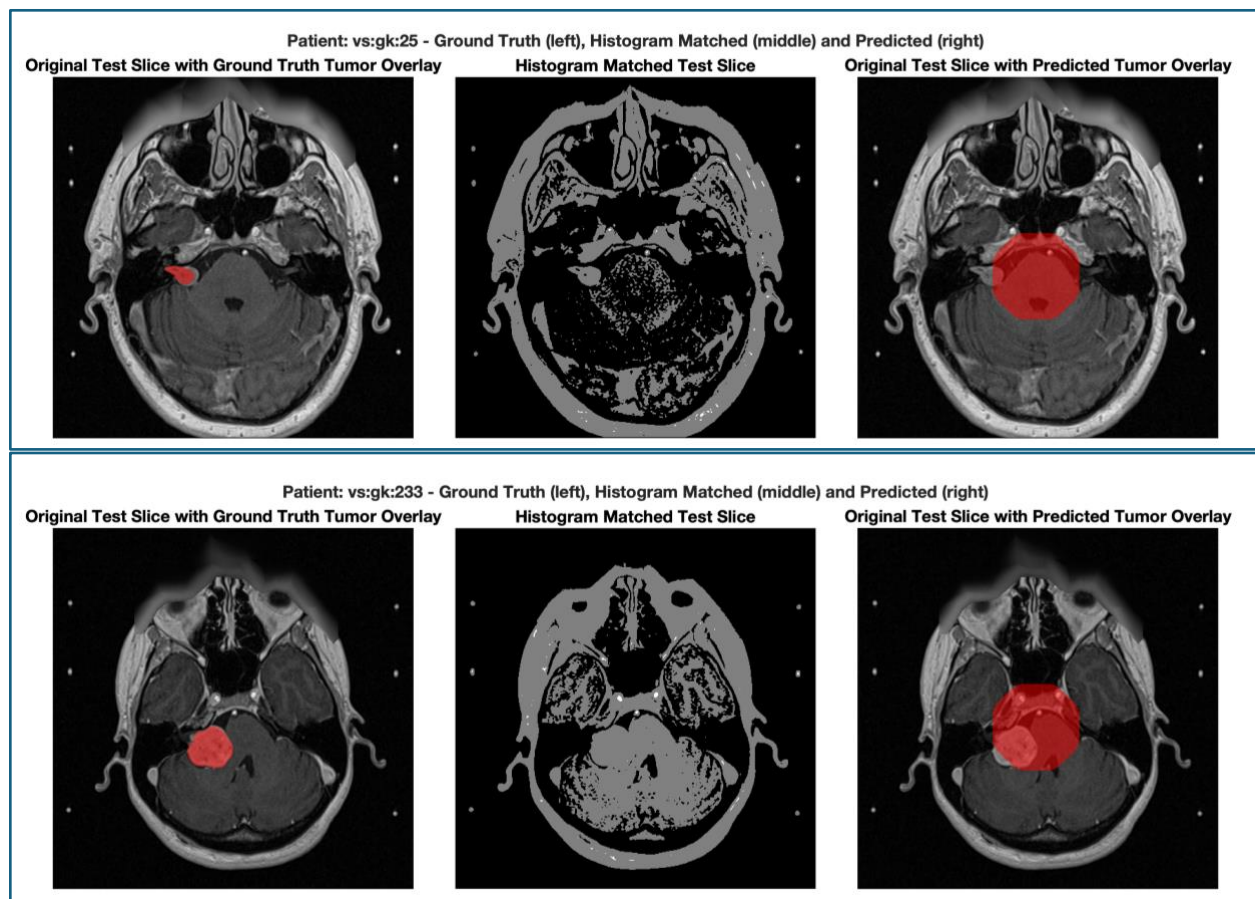 Patient: vs:gk:25 - Ground Truth (left), Histogram Matched (middle) and Predicted (right)
Original Test Slice with Ground Truth Tumor Overlay
Histogram Matched Test Slice
Original Test Slice with Predicted Tumor Overlay
Patient: vs:gk:233 - Ground Truth (left), Histogram Matched (middle) and Predicted (right)
Original Test Slice with Ground Truth Tumor Overlay
Histogram Matched Test Slice
Original Test Slice with Predicted Tumor Overlay